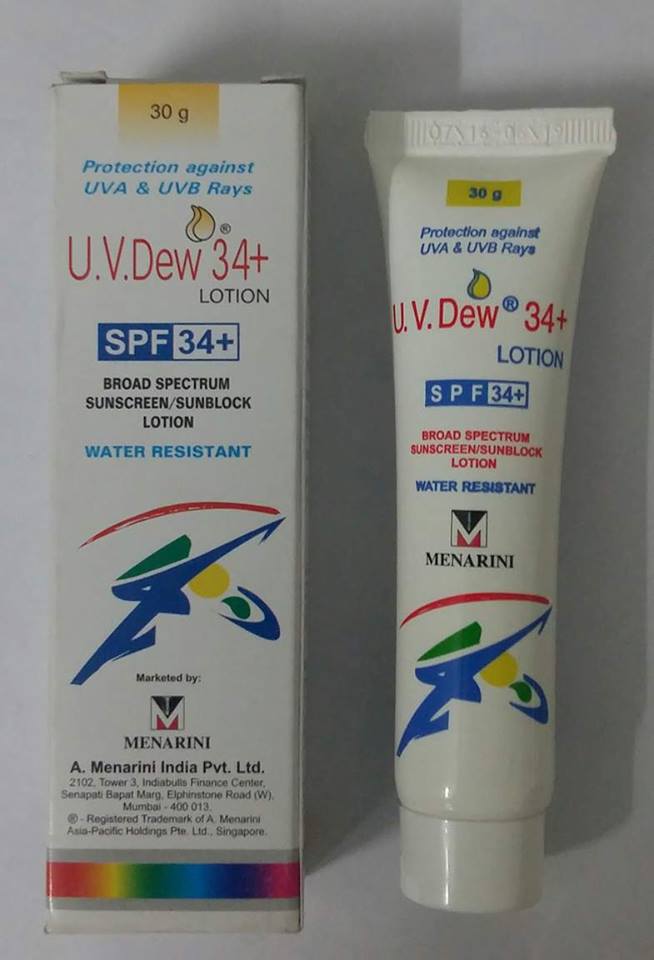 30 g
Protection against
UVA & UVB Rays
U.V.Dew 34+®
LOTION
SPF 34+
BROAD SPECTRUM
SUNSCREEN/SUNBLOCK
LOTION
WATER RESISTANT
Marketed by:
MENARINI
A. Menarini India Pvt. Ltd.
2102, Tower 3, Indiabulls Finance Center,
Senapati Bapat Marg, Elphinstone Road (W),
Mumbai - 400 013.
® - Registered Trademark of A. Menarini
Asia-Pacific Holdings Pte. Ltd., Singapore.
30 g
Protection against
UVA & UVB Rays
U.V.Dew® 34+
LOTION
SPF 34+
BROAD SPECTRUM
SUNSCREEN/SUNBLOCK
LOTION
WATER RESISTANT
MENARINI